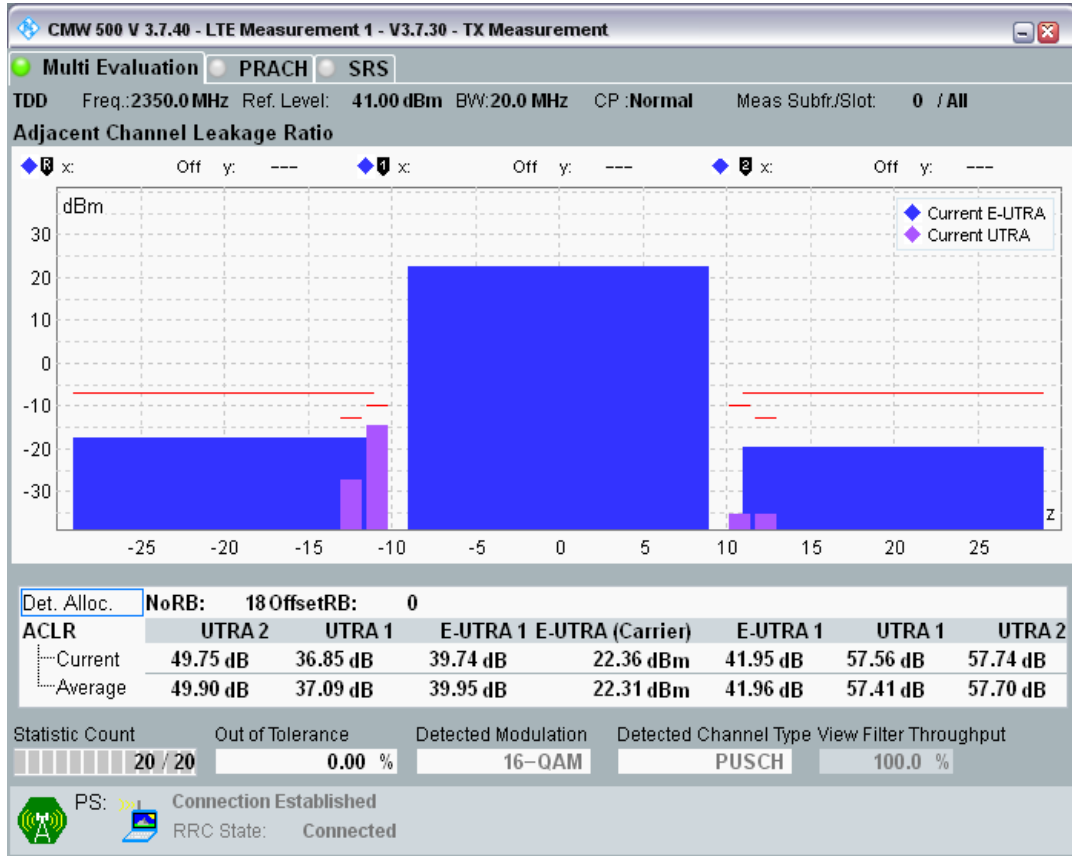 CMW 500 V 3.7.40 - LTE Measurement 1 - V3.7.30 - TX Measurement
Multi Evaluation PRACH SRS
TDD Freq.:2350.0 MHz Ref. Level: 41.00 dBm BW:20.0 MHz CP :Normal Meas Subfr./Slot: 0 / All
Adjacent Channel Leakage Ratio
R x: Off y: --- 1 x: Off y: --- 2 x: Off y: ---
dBm
Current E-UTRA
Current UTRA
30
20
10
0
-10
-20
-30
z
-25 -20 -15 -10 -5 0 5 10 15 20 25
Det. Alloc. NoRB: 18 OffsetRB: 0
ACLR UTRA 2 UTRA 1 E-UTRA 1 E-UTRA (Carrier) E-UTRA 1 UTRA 1 UTRA 2
Current 49.75 dB 36.85 dB 39.74 dB 22.36 dBm 41.95 dB 57.56 dB 57.74 dB
Average 49.90 dB 37.09 dB 39.95 dB 22.31 dBm 41.96 dB 57.41 dB 57.70 dB
Statistic Count Out of Tolerance Detected Modulation Detected Channel Type View Filter Throughput
20 / 20 0.00 % 16-QAM PUSCH 100.0 %
PS: Connection Established
RRC State: Connected